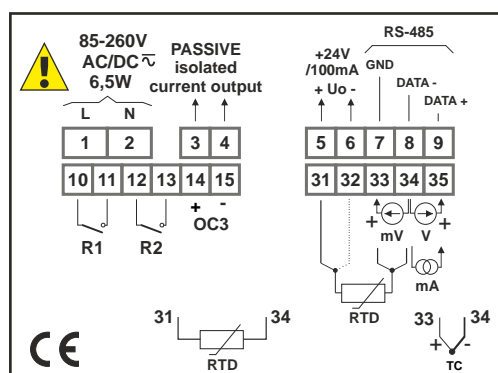 85-260V
AC/DC
6,5W
PASSIVE
isolated
current output
+24V
/100mA
+ Uo -
RS-485
GND
DATA -
DATA +
L N
1 2 3 4 5 6 7 8 9
10 11 12 13 14 15 31 32 33 34 35
R1 R2
+ -
OC3
+ mV V +
mA
RTD
31 34
RTD
33 34
+ -
TC
CE